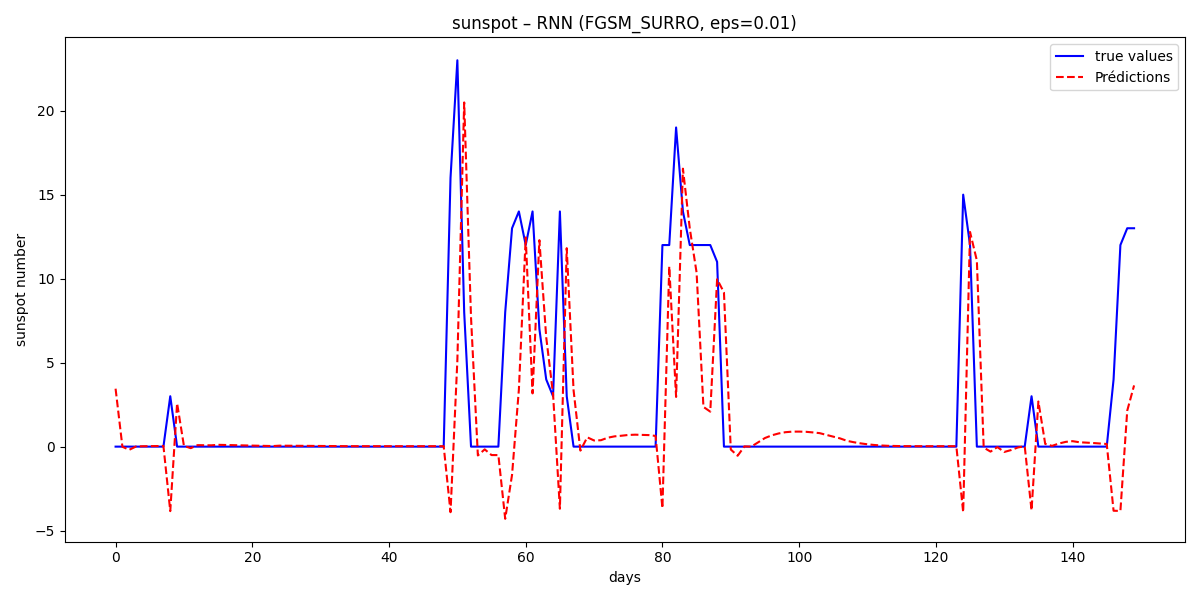 sunspot – RNN (FGSM_SURRO, eps=0.01)
true values
Prédictions
sunspot number
20
15
10
5
0
−5
0 20 40 60 80 100 120 140
days